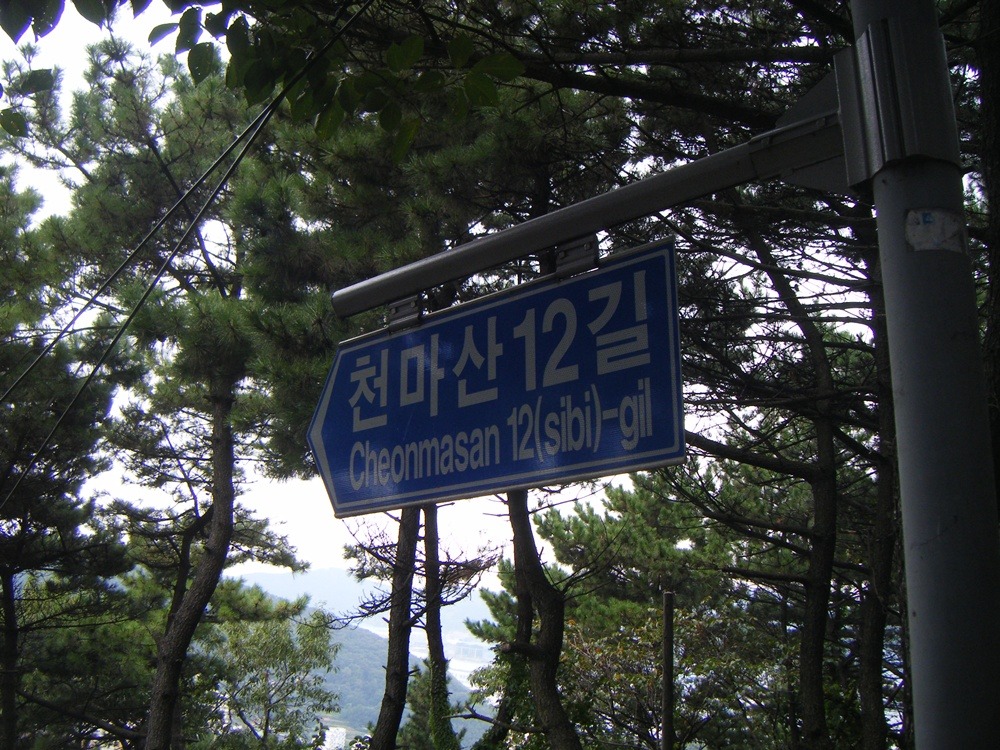 천마산 12길
Cheonmasan 12(sibi)-gil